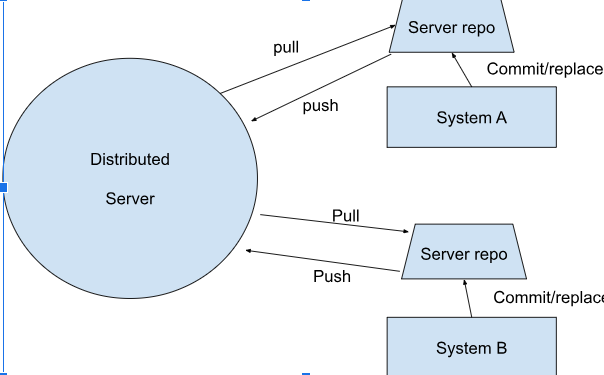 Server repo
pull
Commit/replace
push
System A
Distributed
Server
Pull
Server repo
Push
Commit/replace
System B